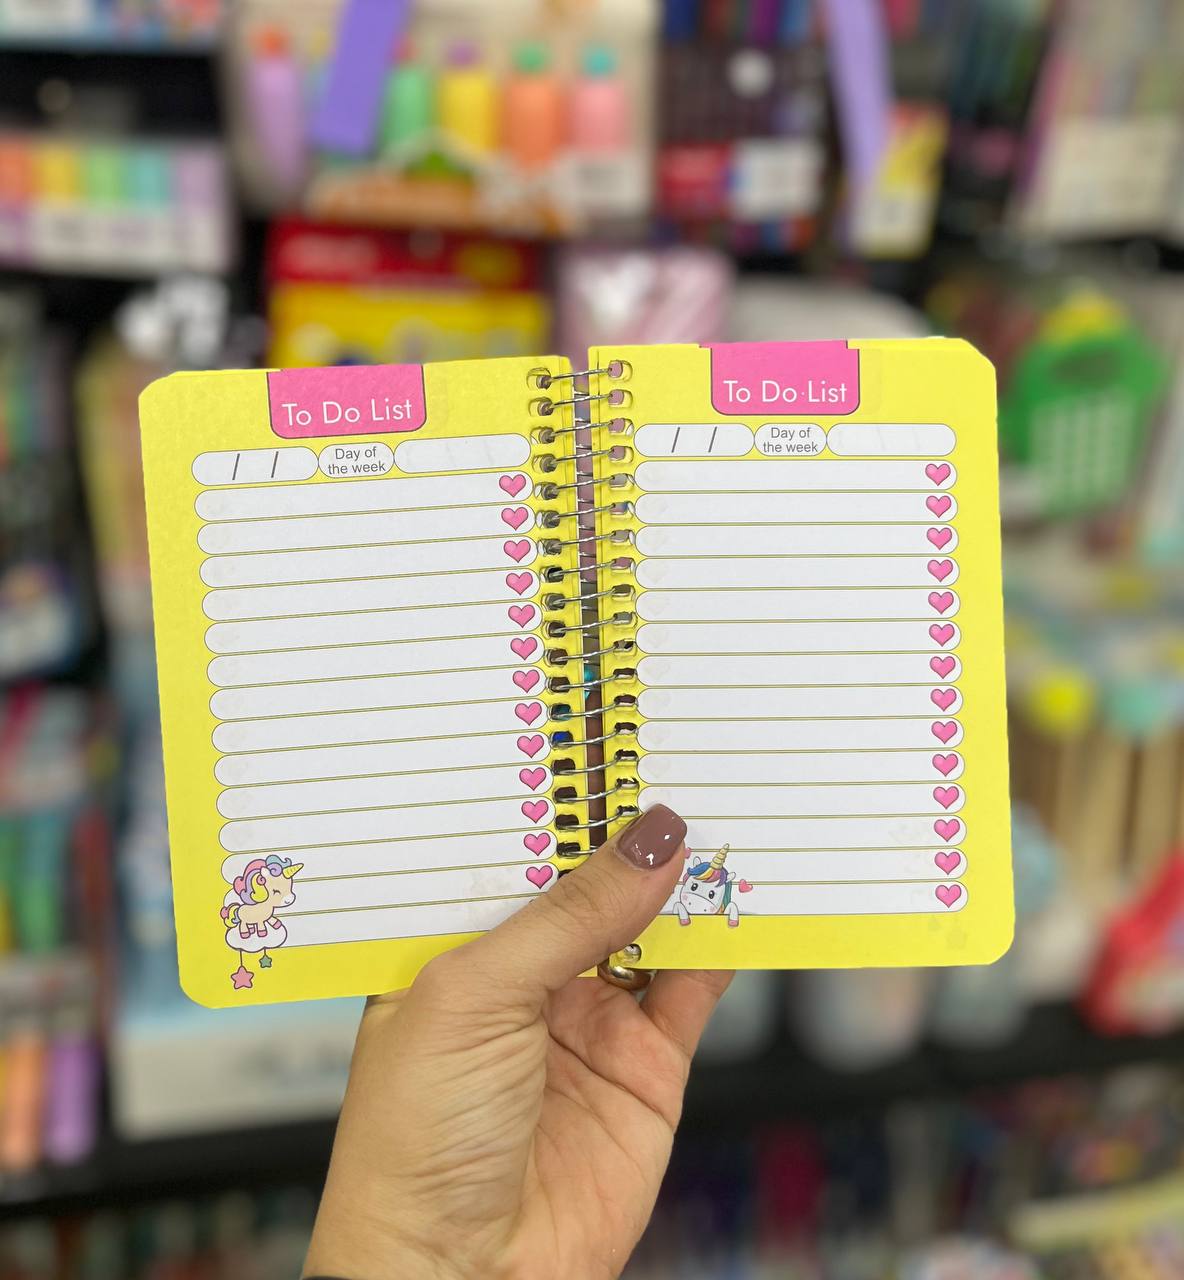 To Do List
/ /
Day of
the week
To Do List
/ /
Day of
the week